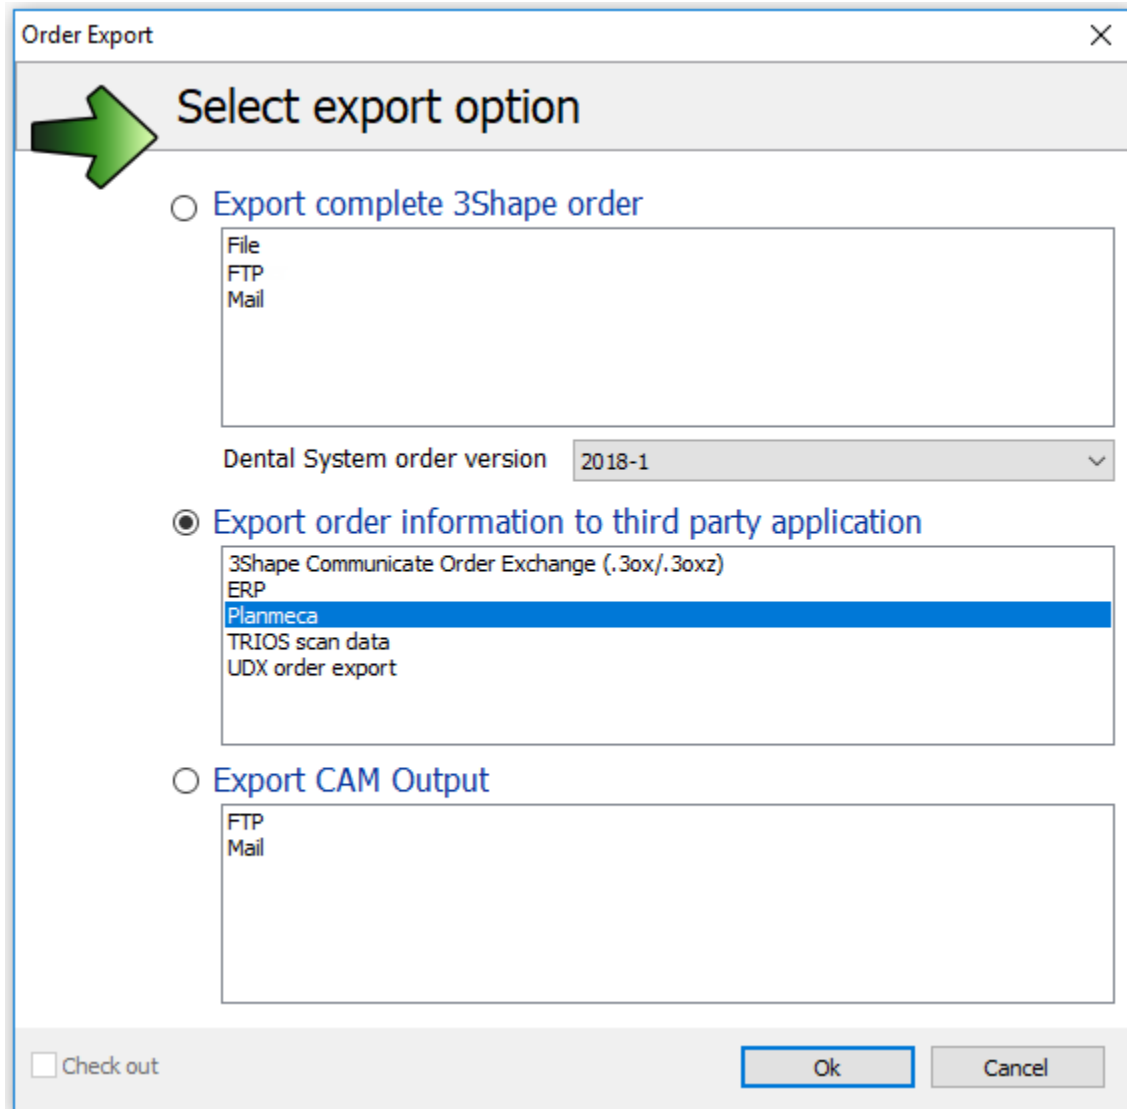 Order Export
Select export option
Export complete 3Shape order
File
FTP
Mail
Dental System order version 2018-1
Export order information to third party application
3Shape Communicate Order Exchange (.3ox/.3oxz)
ERP
Planmeca
TRIOS scan data
UDX order export
Export CAM Output
FTP
Mail
Check out Ok Cancel